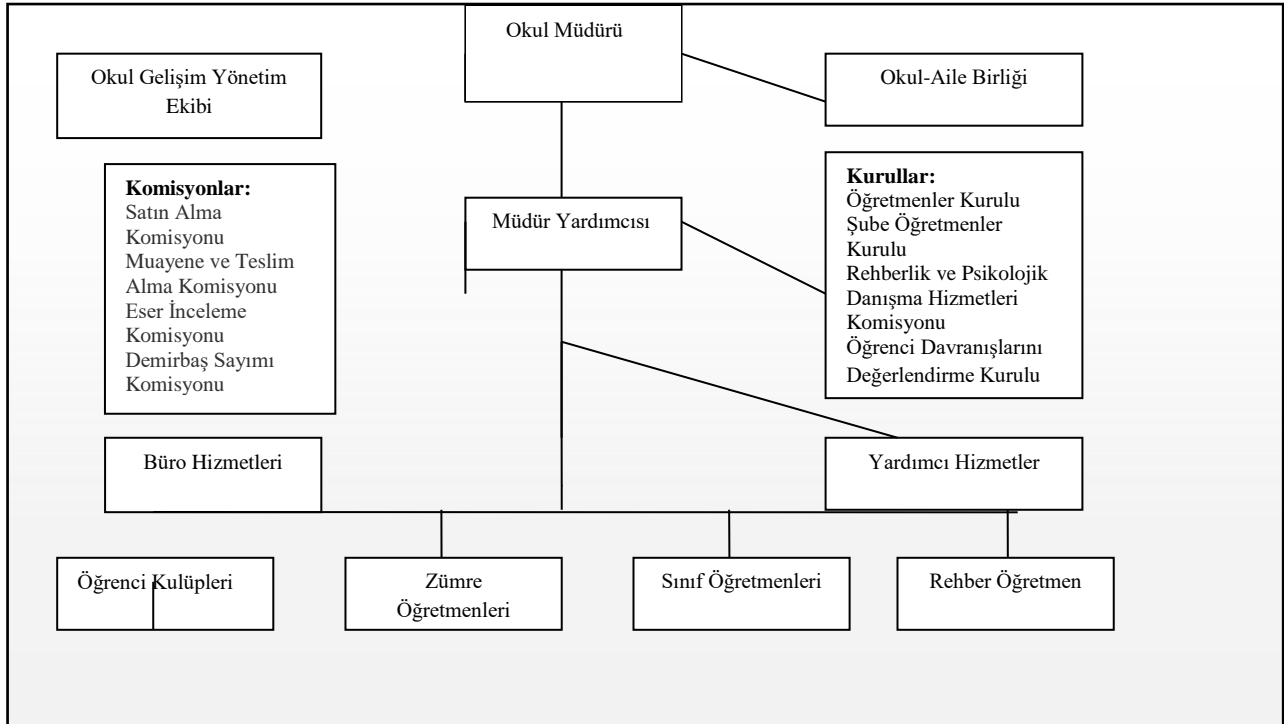 Okul Müdürü
Okul Gelişim Yönetim
Ekibi
Okul-Aile Birliği
Komisyonlar:
Satın Alma
Komisyonu
Muayene ve Teslim
Alma Komisyonu
Eser İnceleme
Komisyonu
Demirbaş Sayımı
Komisyonu
Müdür Yardımcısı
Kurullar:
Öğretmenler Kurulu
Şube Öğretmenler
Kurulu
Rehberlik ve Psikolojik
Danışma Hizmetleri
Komisyonu
Öğrenci Davranışlarını
Değerlendirme Kurulu
Büro Hizmetleri
Yardımcı Hizmetler
Öğrenci Kulüpleri
Zümre
Öğretmenleri
Sınıf Öğretmenleri
Rehber Öğretmen